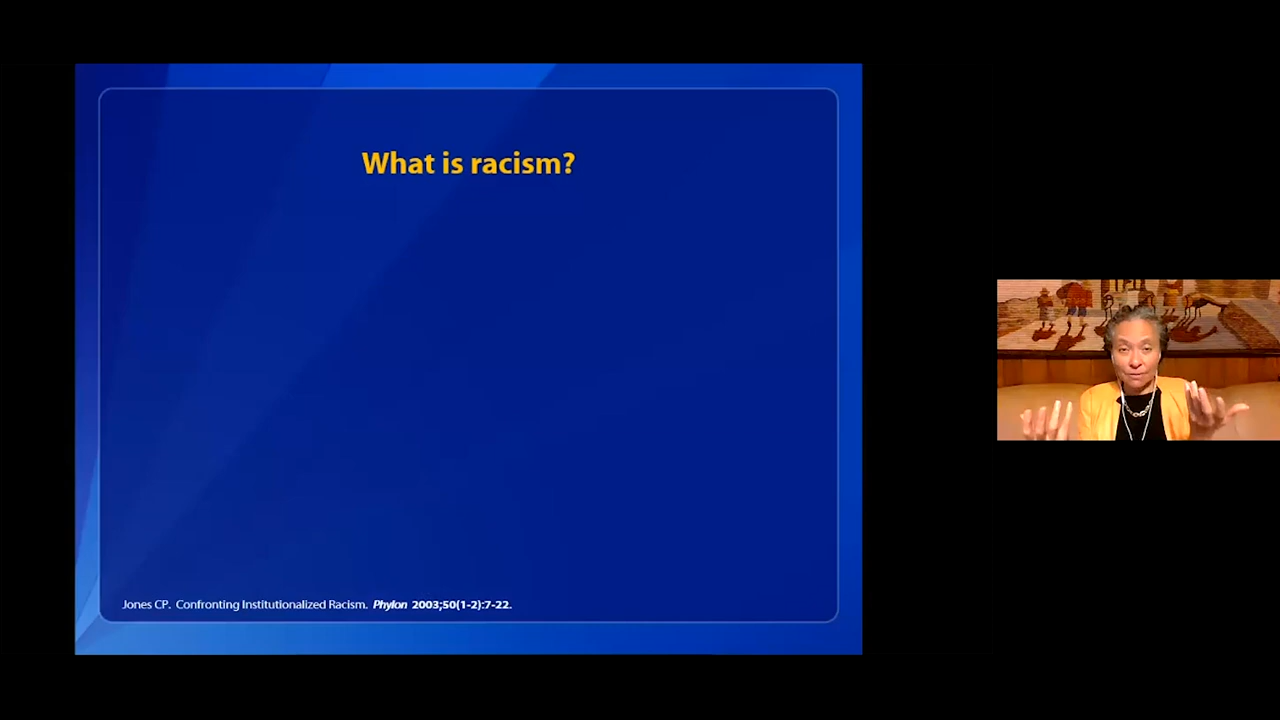 What is racism?
Jones CP. Confronting Institutionalized Racism. Phylon 2003;50(1-2):7-22.